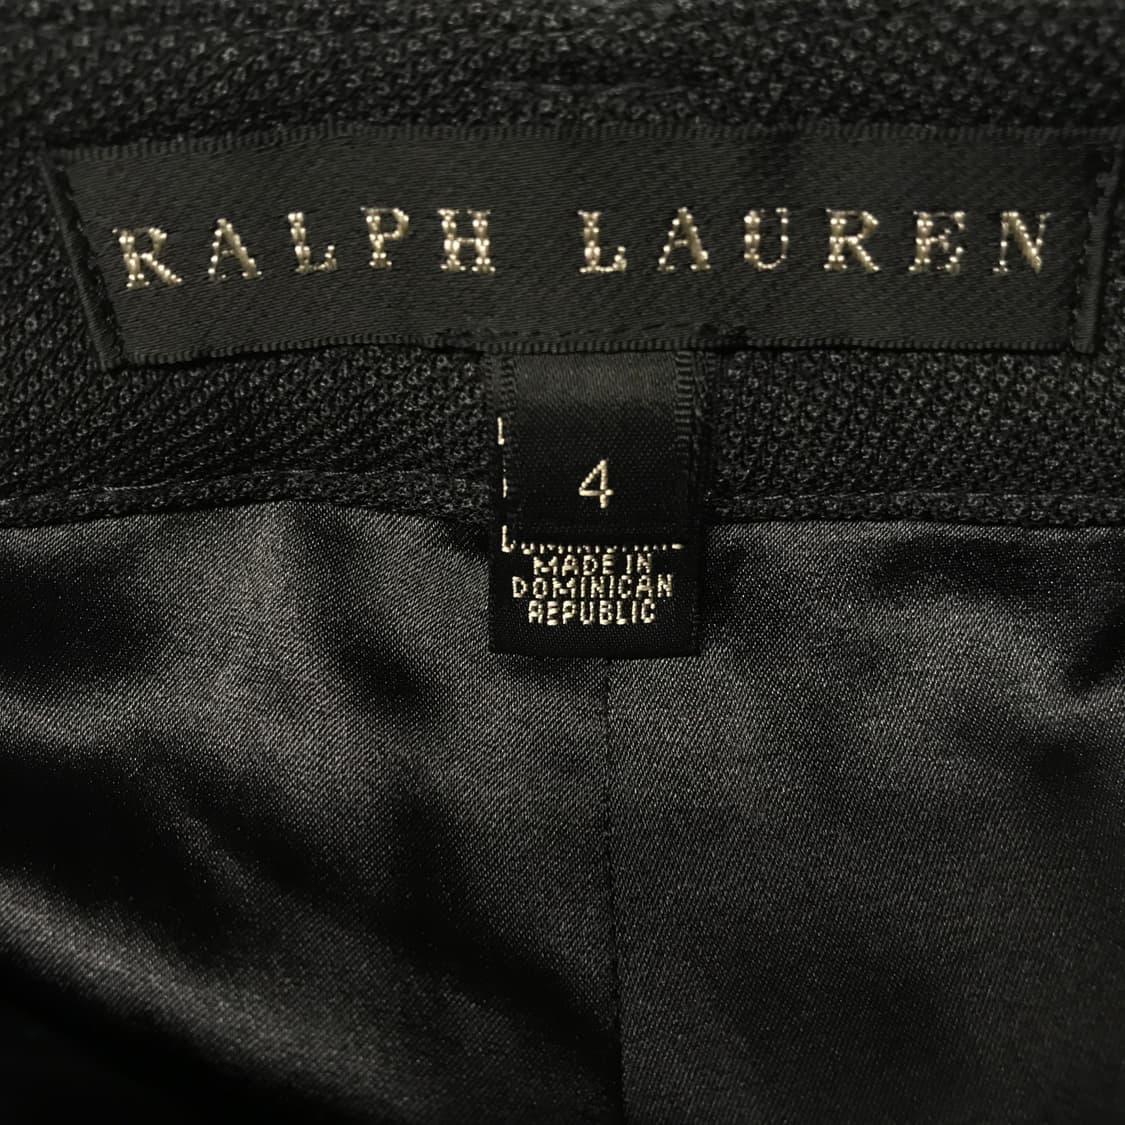 RALPH LAUREN
4
MADE IN
DOMINICAN
REPUBLIC